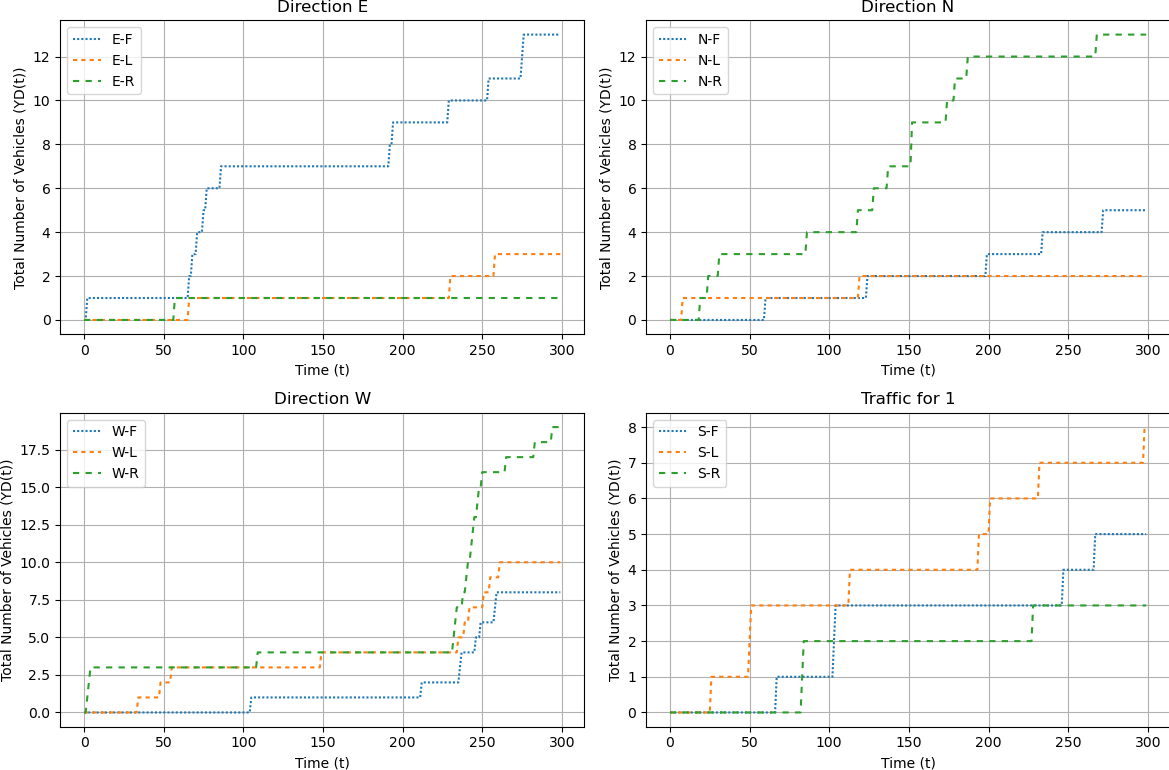 Direction E
Total Number of Vehicles (YD(t))
12
10
8
6
4
2
0
E-F
E-L
E-R
0 50 100 150 200 250 300
Time (t)
Direction N
Total Number of Vehicles (YD(t))
12
10
8
6
4
2
0
N-F
N-L
N-R
0 50 100 150 200 250 300
Time (t)
Direction W
Total Number of Vehicles (YD(t))
17.5
15.0
12.5
10.0
7.5
5.0
2.5
0.0
W-F
W-L
W-R
0 50 100 150 200 250 300
Time (t)
Traffic for 1
Total Number of Vehicles (YD(t))
8
7
6
5
4
3
2
1
0
S-F
S-L
S-R
0 50 100 150 200 250 300
Time (t)